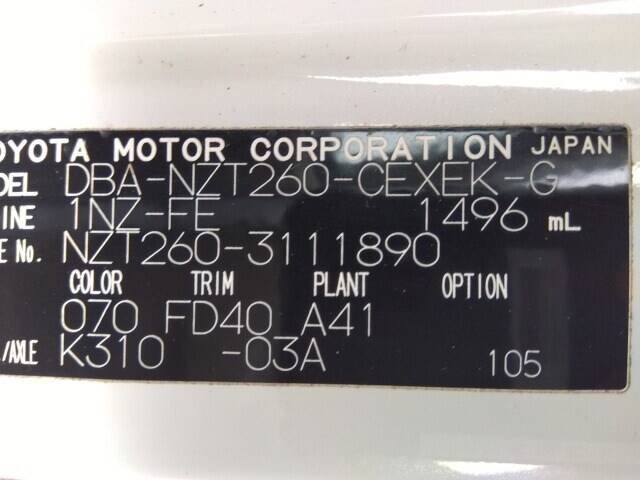 OYOTA MOTOR CORPORATION JAPAN
DEL DBA-NZT260-CEXEK-G
INE 1NZ-FE 1496 mL
E No. NZT260-3111890
COLOR TRIM PLANT OPTION
070 FD40 A41
./AXLE K310 -03A 105